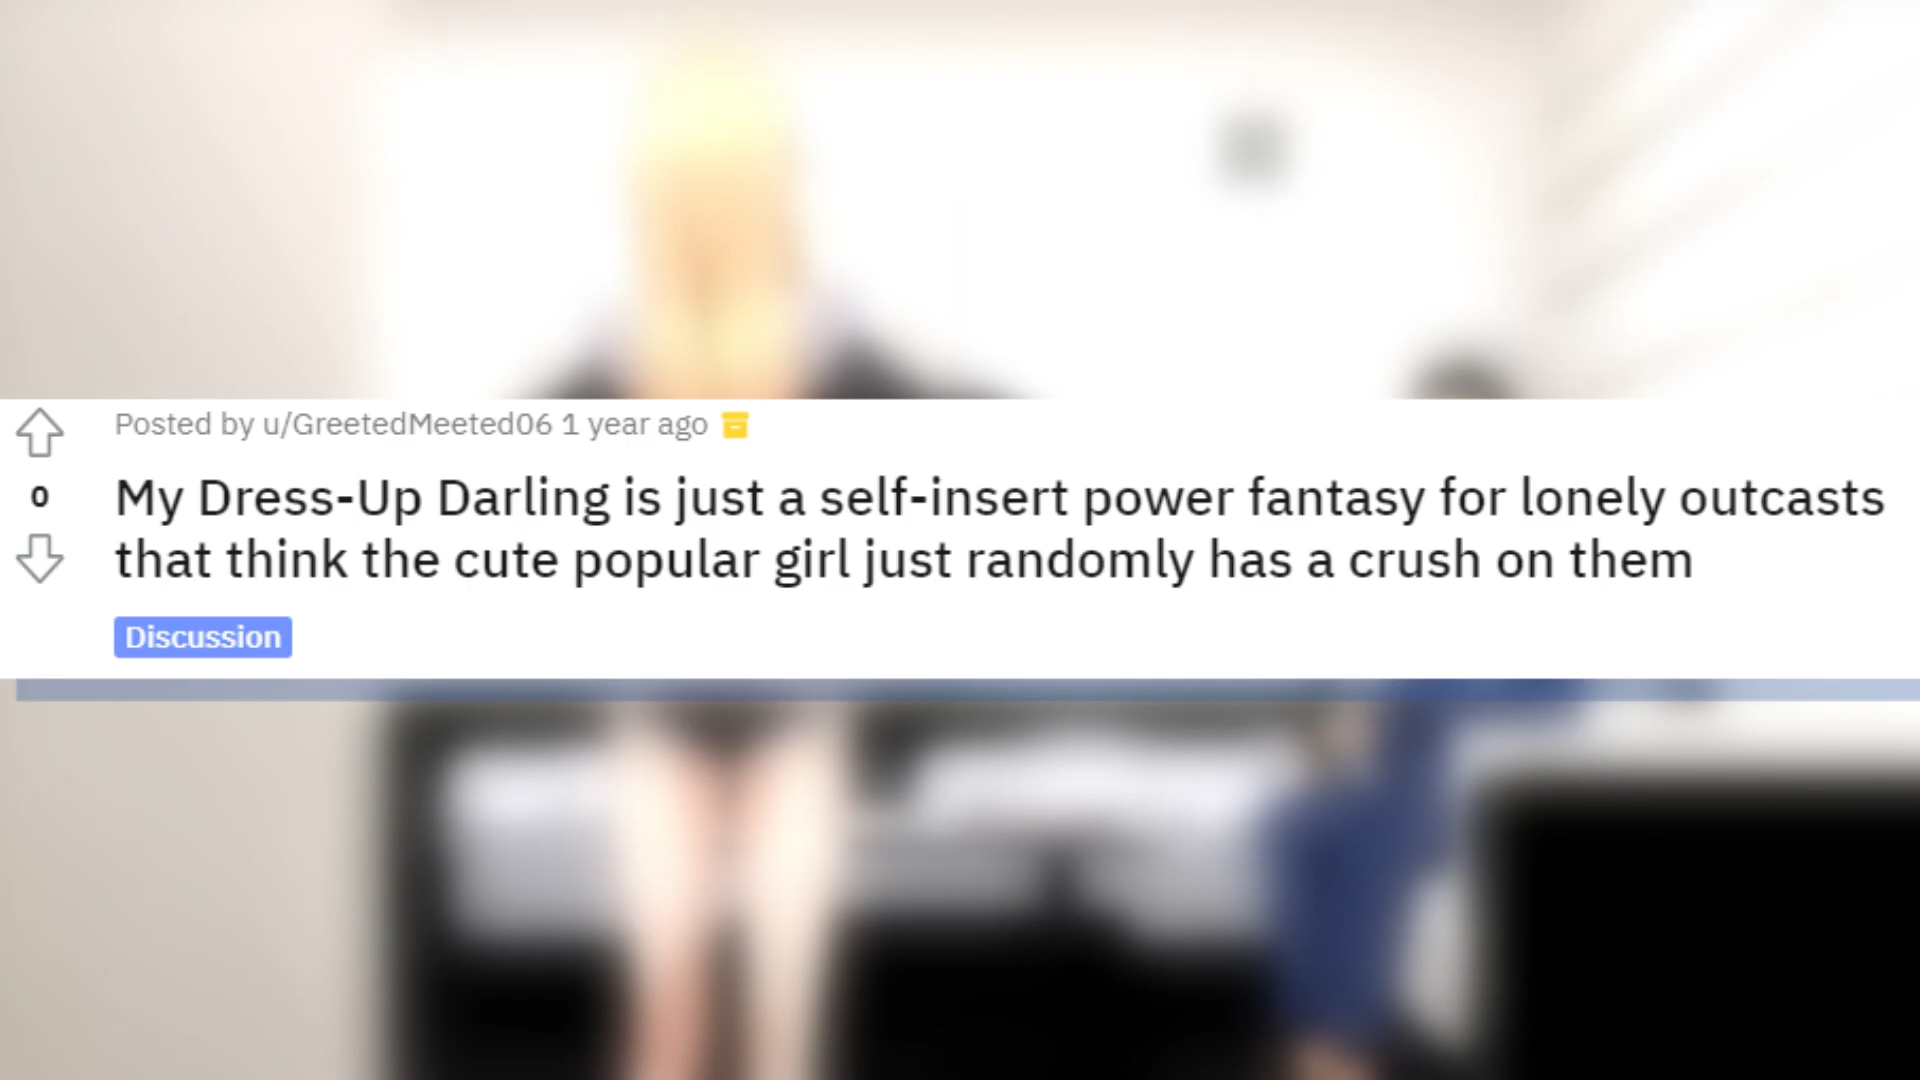 Posted by u/GreetedMeeted06 1 year ago
0
My Dress-Up Darling is just a self-insert power fantasy for lonely outcasts
that think the cute popular girl just randomly has a crush on them
Discussion